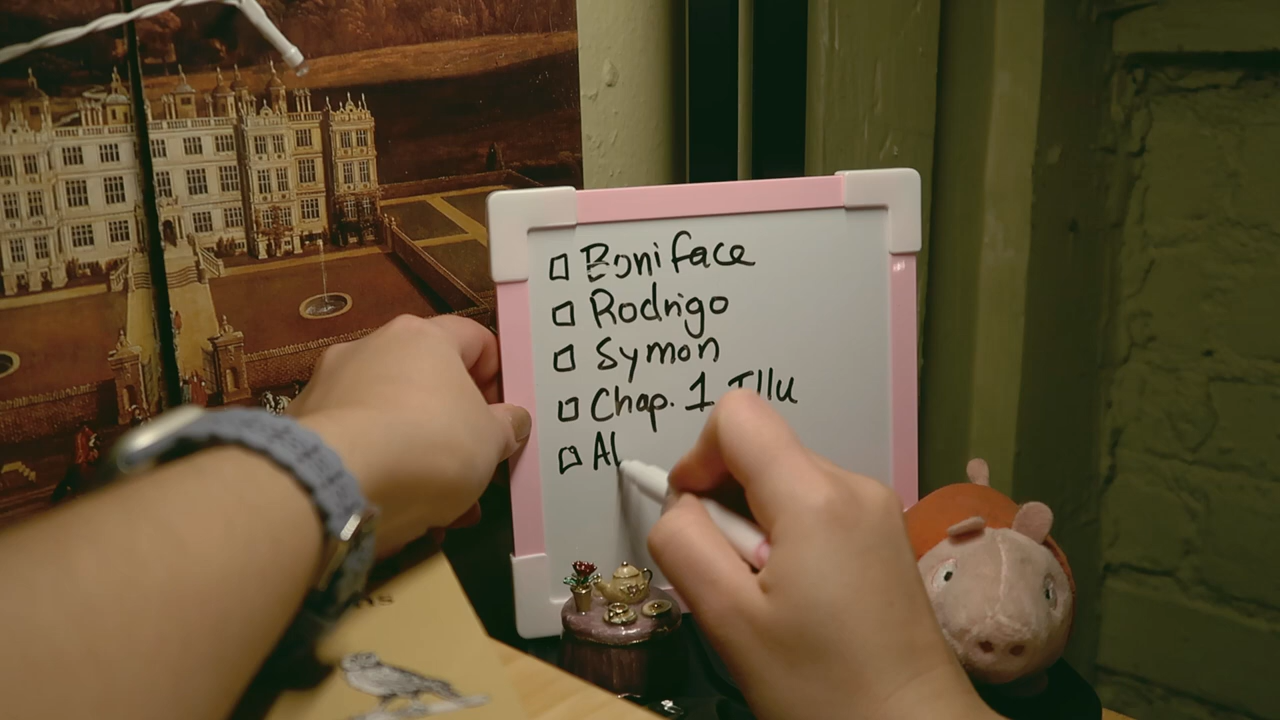 Boniface
Rodrigo
Symon
Chap. 1 Illu
Al